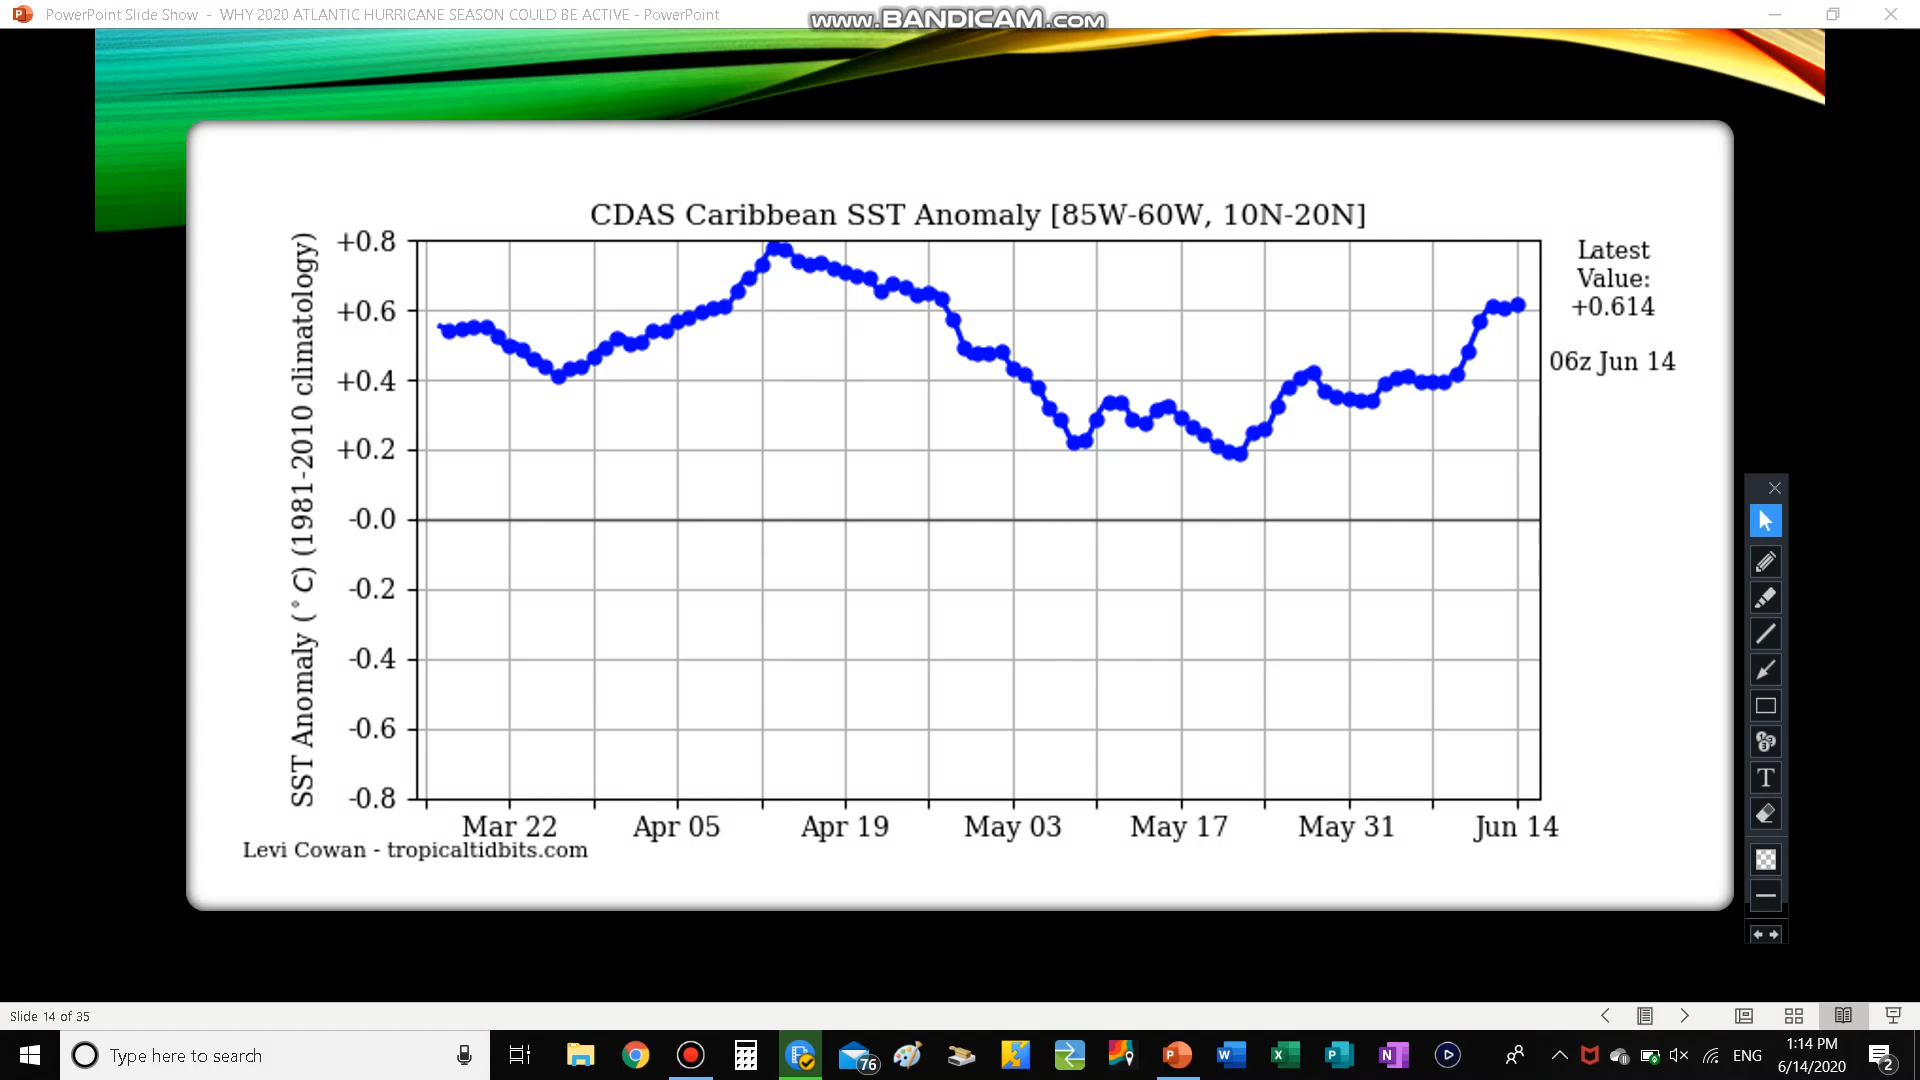 PowerPoint Slide Show - WHY 2020 ATLANTIC HURRICANE SEASON COULD BE ACTIVE - PowerPoint
www.BANDICAM.com
CDAS Caribbean SST Anomaly [85W-60W, 10N-20N]
SST Anomaly (°C) (1981-2010 climatology)
+0.8
+0.6
+0.4
+0.2
-0.0
-0.2
-0.4
-0.6
-0.8
Latest
Value:
+0.614
06z Jun 14
Mar 22 Apr 05 Apr 19 May 03 May 17 May 31 Jun 14
Levi Cowan - tropicaltidbits.com
T
Slide 14 of 35
Type here to search
76
ENG
1:14 PM
6/14/2020
2